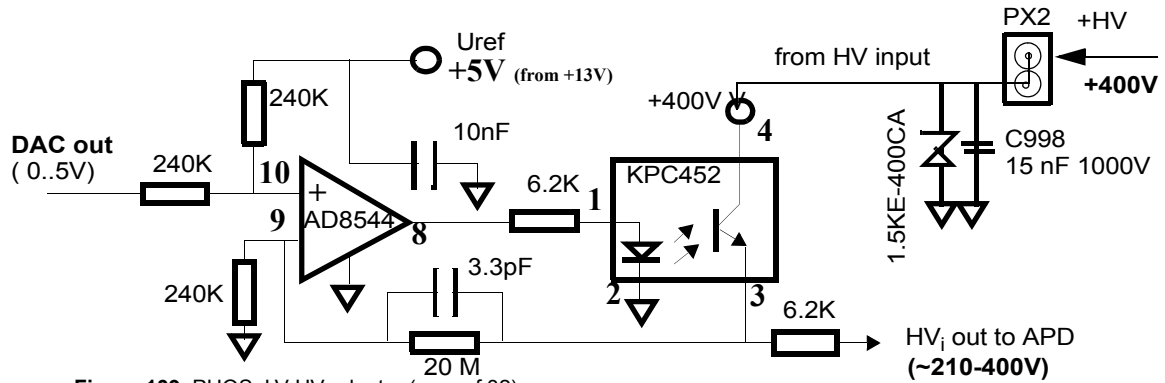 PX2
+HV
+400V
Uref
+5V (from +13V)
from HV input
240K
+400V V
4
DAC out
( 0..5V)
10nF
C998
15 nF 1000V
240K
10
6.2K
1
KPC452
1.5KE-400CA
+
9
AD8544
8
3.3pF
2
3
240K
6.2K
20 M
HVi out to APD
(~210-400V)
Figure